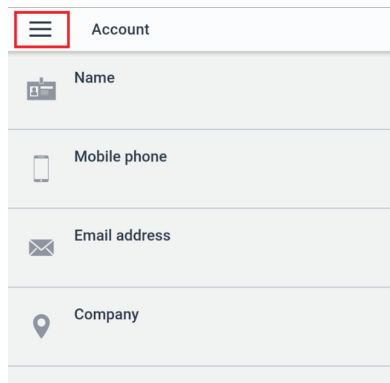 Account
Name
Mobile phone
Email address
Company